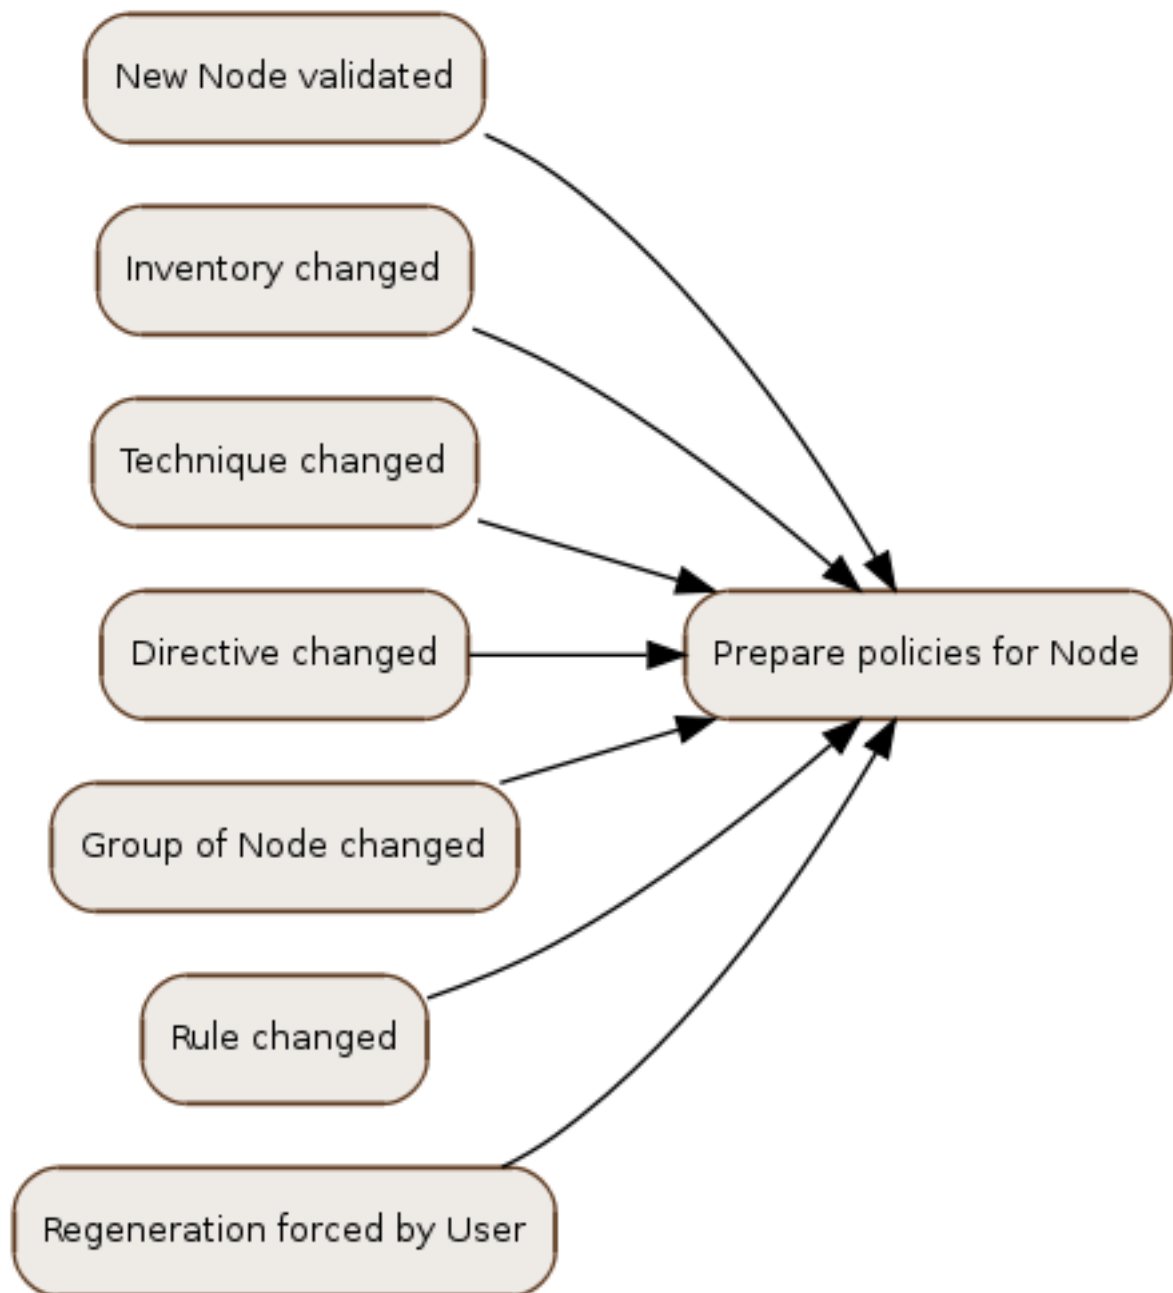 New Node validated
Inventory changed
Technique changed
Directive changed
Prepare policies for Node
Group of Node changed
Rule changed
Regeneration forced by User